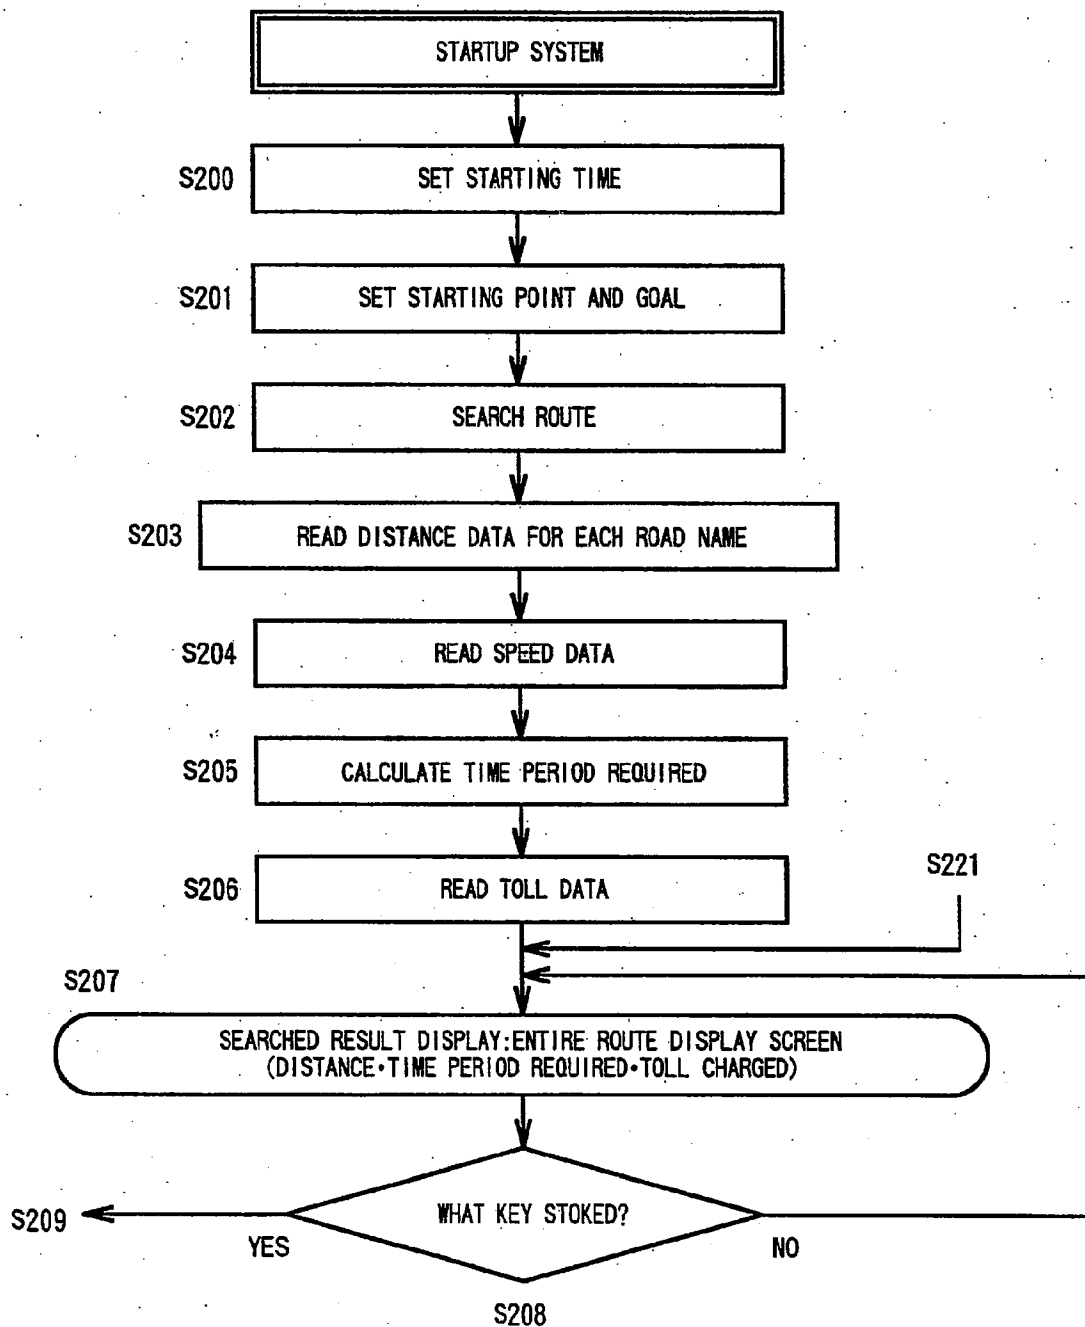 STARTUP SYSTEM
S200
SET STARTING TIME
S201
SET STARTING POINT AND GOAL
S202
SEARCH ROUTE
S203
READ DISTANCE DATA FOR EACH ROAD NAME
S204
READ SPEED DATA
S205
CALCULATE TIME PERIOD REQUIRED
S206
READ TOLL DATA
S221
S207
SEARCHED RESULT DISPLAY:ENTIRE ROUTE DISPLAY SCREEN
(DISTANCE・TIME PERIOD REQUIRED・TOLL CHARGED)
WHAT KEY STOKED?
S209
YES
NO
S208